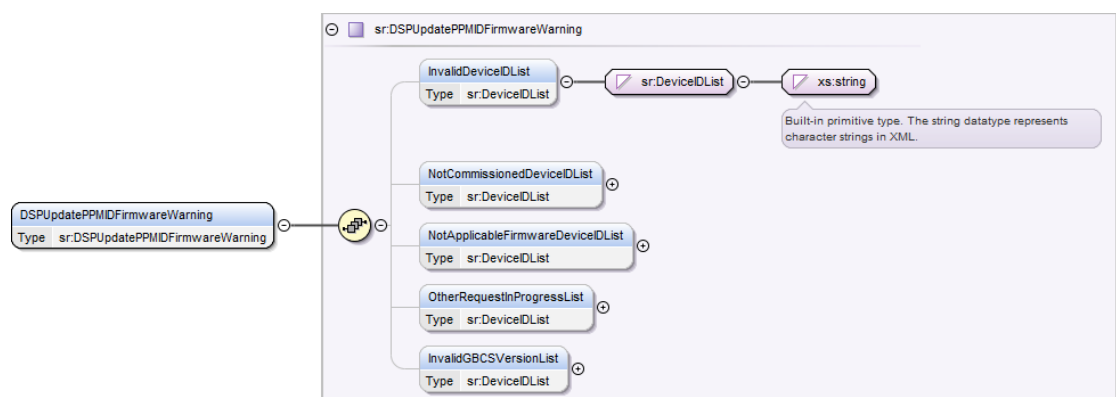 sr:DSPUpdatePPMIDFirmwareWarning
InvalidDeviceIDList
Type sr:DeviceIDList
sr:DeviceIDList
xs:string
Built-in primitive type. The string datatype represents
character strings in XML.
NotCommissionedDeviceIDList
Type sr:DeviceIDList
DSPUpdatePPMIDFirmwareWarning
Type sr:DSPUpdatePPMIDFirmwareWarning
NotApplicableFirmwareDeviceIDList
Type sr:DeviceIDList
OtherRequestInProgressList
Type sr:DeviceIDList
InvalidGBCSVersionList
Type sr:DeviceIDList